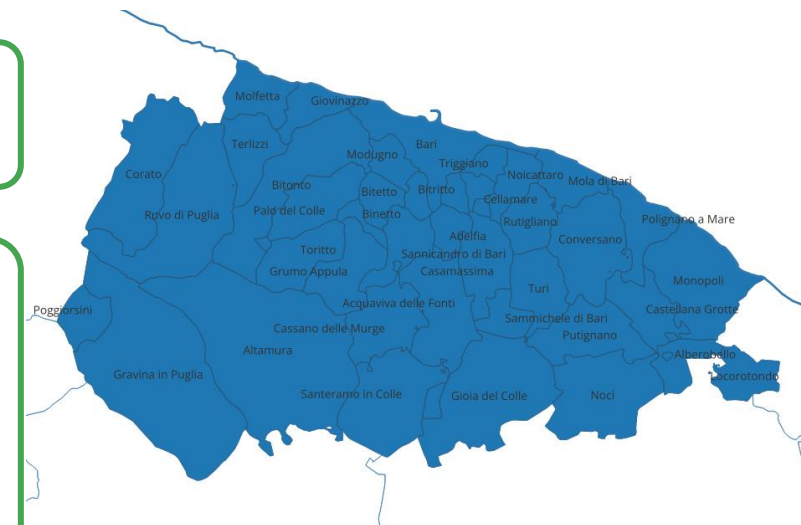 Molfetta
Giovinazzo
Terlizzi
Bari
Modugno
Triggiano
Corato
Noicattaro
Mola di Bari
Bitonto
Bitetto
Bitritto
Cellamare
Ruvo di Puglia
Palo del Colle
Binetto
Rutigliano
Polignano a Mare
Adelfia
Conversano
Toritto
Sannicandro di Bari
Grumo Appula
Casamassima
Turi
Monopoli
Poggiorsini
Acquaviva delle Fonti
Castellana Grotte
Sammichele di Bari
Cassano delle Murge
Putignano
Altamura
Alberobello
Gravina in Puglia
Locorotondo
Santeramo in Colle
Gioia del Colle
Noci